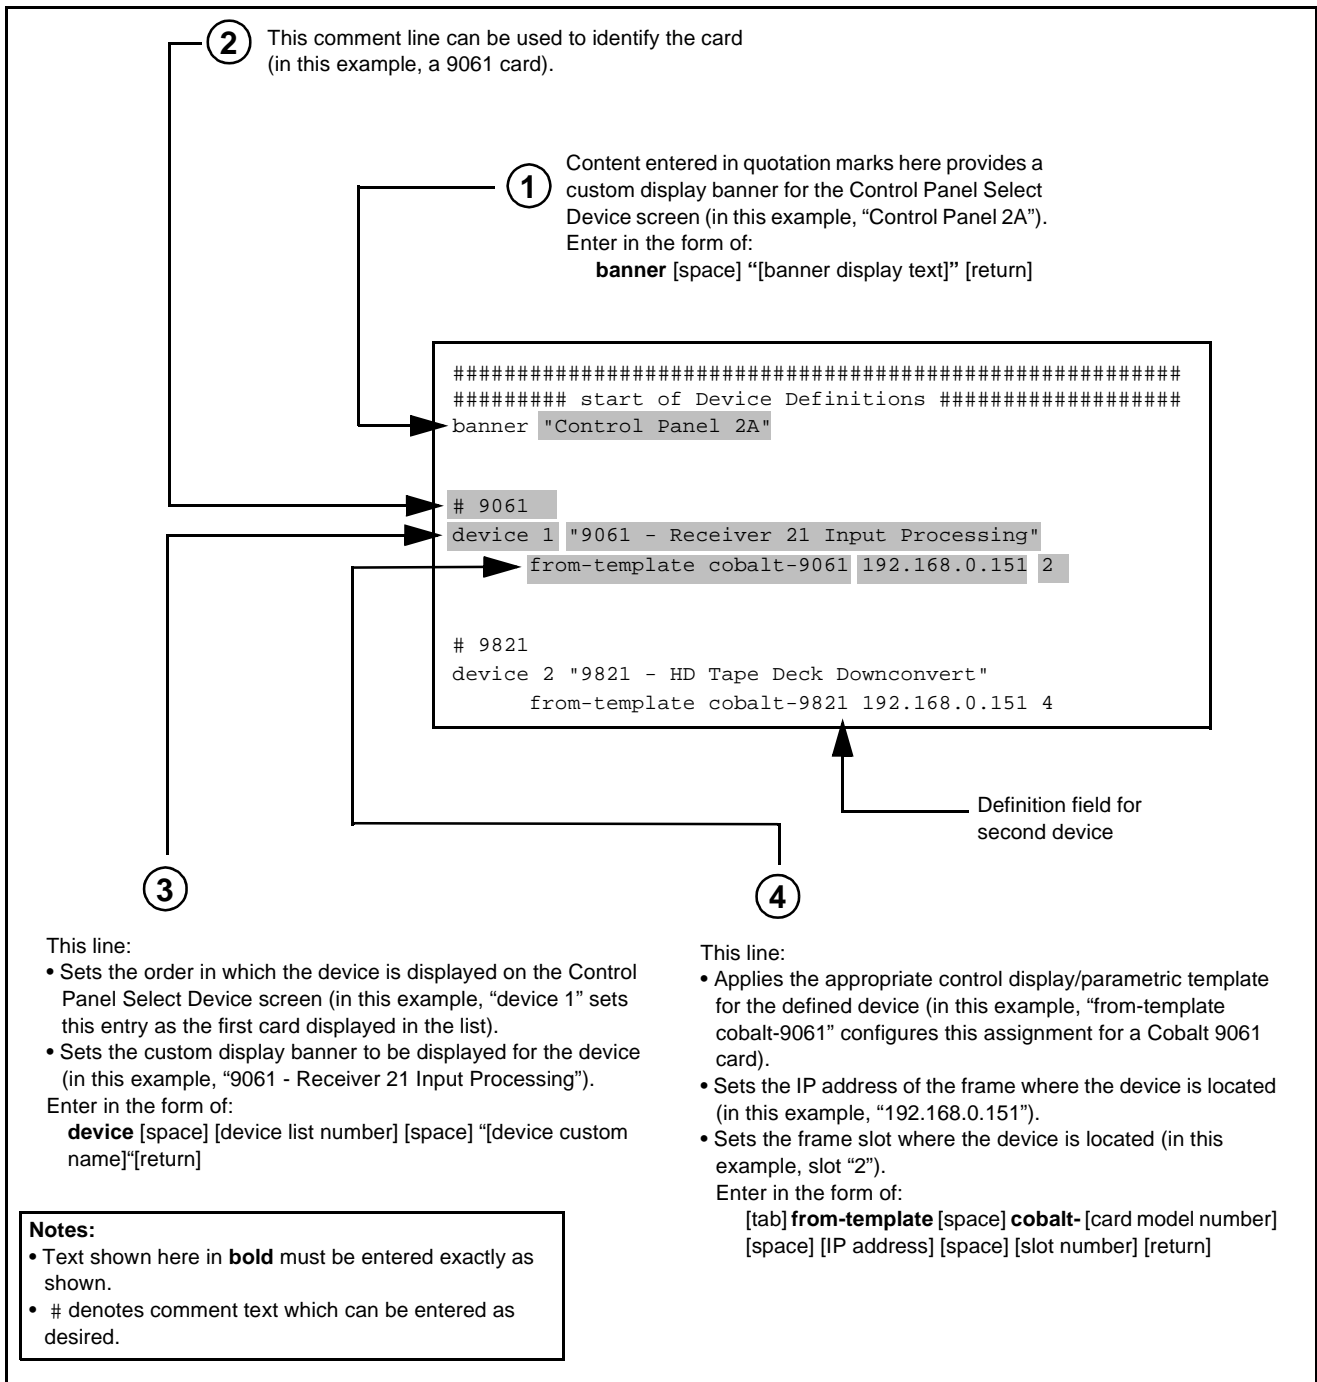 2
This comment line can be used to identify the card
(in this example, a 9061 card).
1
Content entered in quotation marks here provides a
custom display banner for the Control Panel Select
Device screen (in this example, “Control Panel 2A”).
Enter in the form of:
banner [space] “[banner display text]” [return]
########################################################
######### start of Device Definitions ###################
banner "Control Panel 2A"
# 9061
device 1 "9061 - Receiver 21 Input Processing"
from-template cobalt-9061 192.168.0.151 2
# 9821
device 2 "9821 - HD Tape Deck Downconvert"
from-template cobalt-9821 192.168.0.151 4
Definition field for
second device
3
This line:
• Sets the order in which the device is displayed on the Control
Panel Select Device screen (in this example, “device 1” sets
this entry as the first card displayed in the list).
• Sets the custom display banner to be displayed for the device
(in this example, “9061 - Receiver 21 Input Processing”).
Enter in the form of:
device [space] [device list number] [space] “[device custom
name]“[return]
4
This line:
• Applies the appropriate control display/parametric template
for the defined device (in this example, “from-template
cobalt-9061” configures this assignment for a Cobalt 9061
card).
• Sets the IP address of the frame where the device is located
(in this example, “192.168.0.151”).
• Sets the frame slot where the device is located (in this
example, slot “2”).
Enter in the form of:
[tab] from-template [space] cobalt- [card model number]
[space] [IP address] [space] [slot number] [return]
Notes:
• Text shown here in bold must be entered exactly as
shown.
• # denotes comment text which can be entered as
desired.